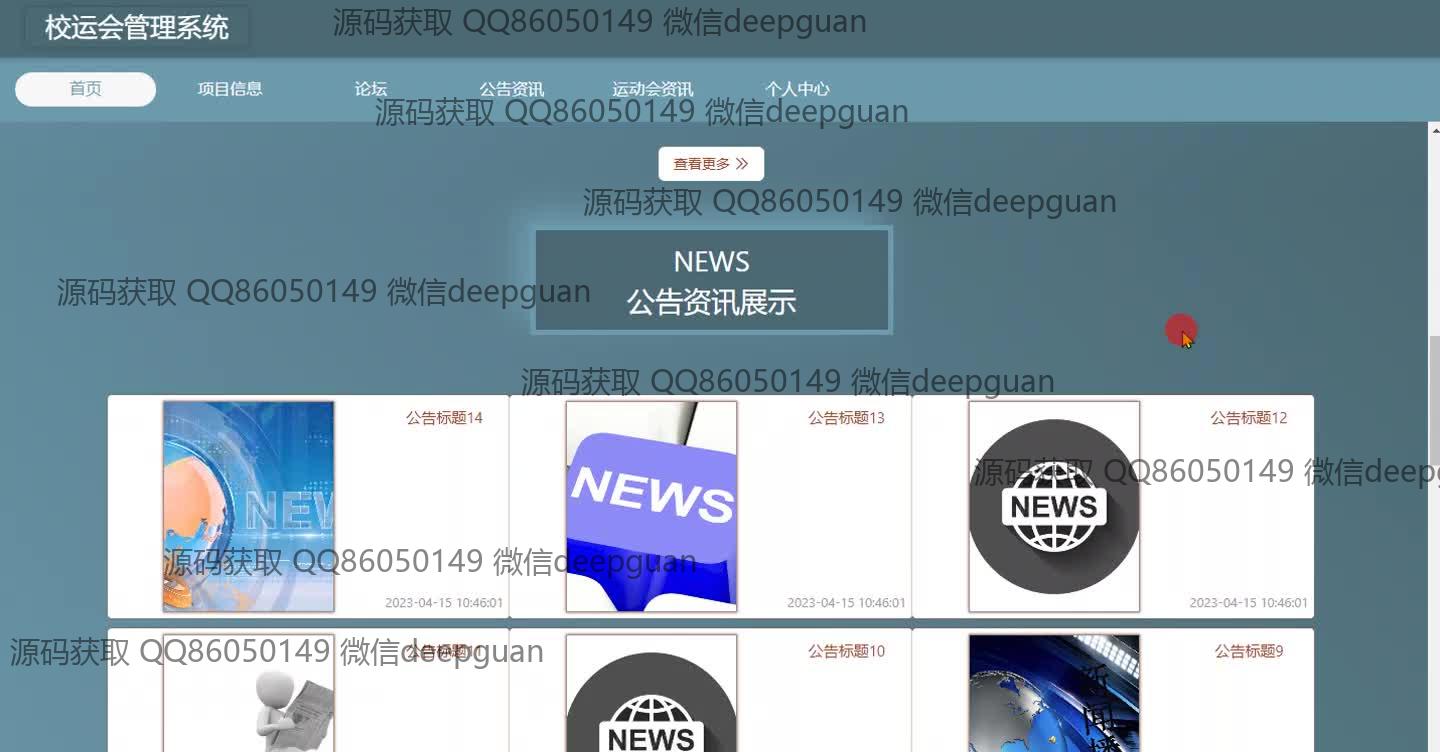 校运会管理系统
源码获取 QQ86050149 微信deepguan
首页 项目信息 论坛 公告资讯 运动会资讯 个人中心
源码获取 QQ86050149 微信deepguan
查看更多
源码获取 QQ86050149 微信deepguan
NEWS
源码获取 QQ86050149 微信deepguan
公告资讯展示
源码获取 QQ86050149 微信deepguan
公告标题14 公告标题13 公告标题12
源码获取 QQ86050149 微信deepg
NEW NEWS NEWS
源码获取 QQ86050149 微信deepguan
2023-04-15 10:46:01 2023-04-15 10:46:01 2023-04-15 10:46:01
源码获取 QQ86050149 微信deepguan
公告标题11 公告标题10 公告标题9
NEWS 新闻播